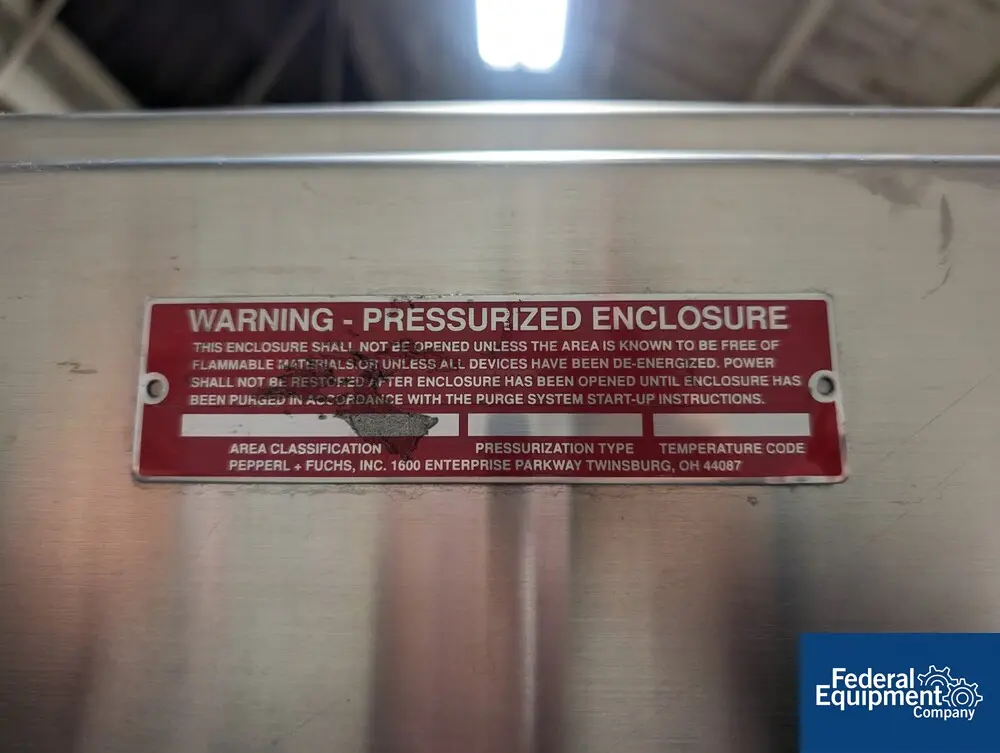 WARNING - PRESSURIZED ENCLOSURE
THIS ENCLOSURE SHALL NOT BE OPENED UNLESS THE AREA IS KNOWN TO BE FREE OF
FLAMMABLE MATERIALS OR UNLESS ALL DEVICES HAVE BEEN DE-ENERGIZED. POWER
SHALL NOT BE RESTORED AFTER ENCLOSURE HAS BEEN OPENED UNTIL ENCLOSURE HAS
BEEN PURGED IN ACCORDANCE WITH THE PURGE SYSTEM START-UP INSTRUCTIONS.
AREA CLASSIFICATION PRESSURIZATION TYPE TEMPERATURE CODE
PEPPERL + FUCHS, INC. 1600 ENTERPRISE PARKWAY TWINSBURG, OH 44087
Federal
Equipment
Company